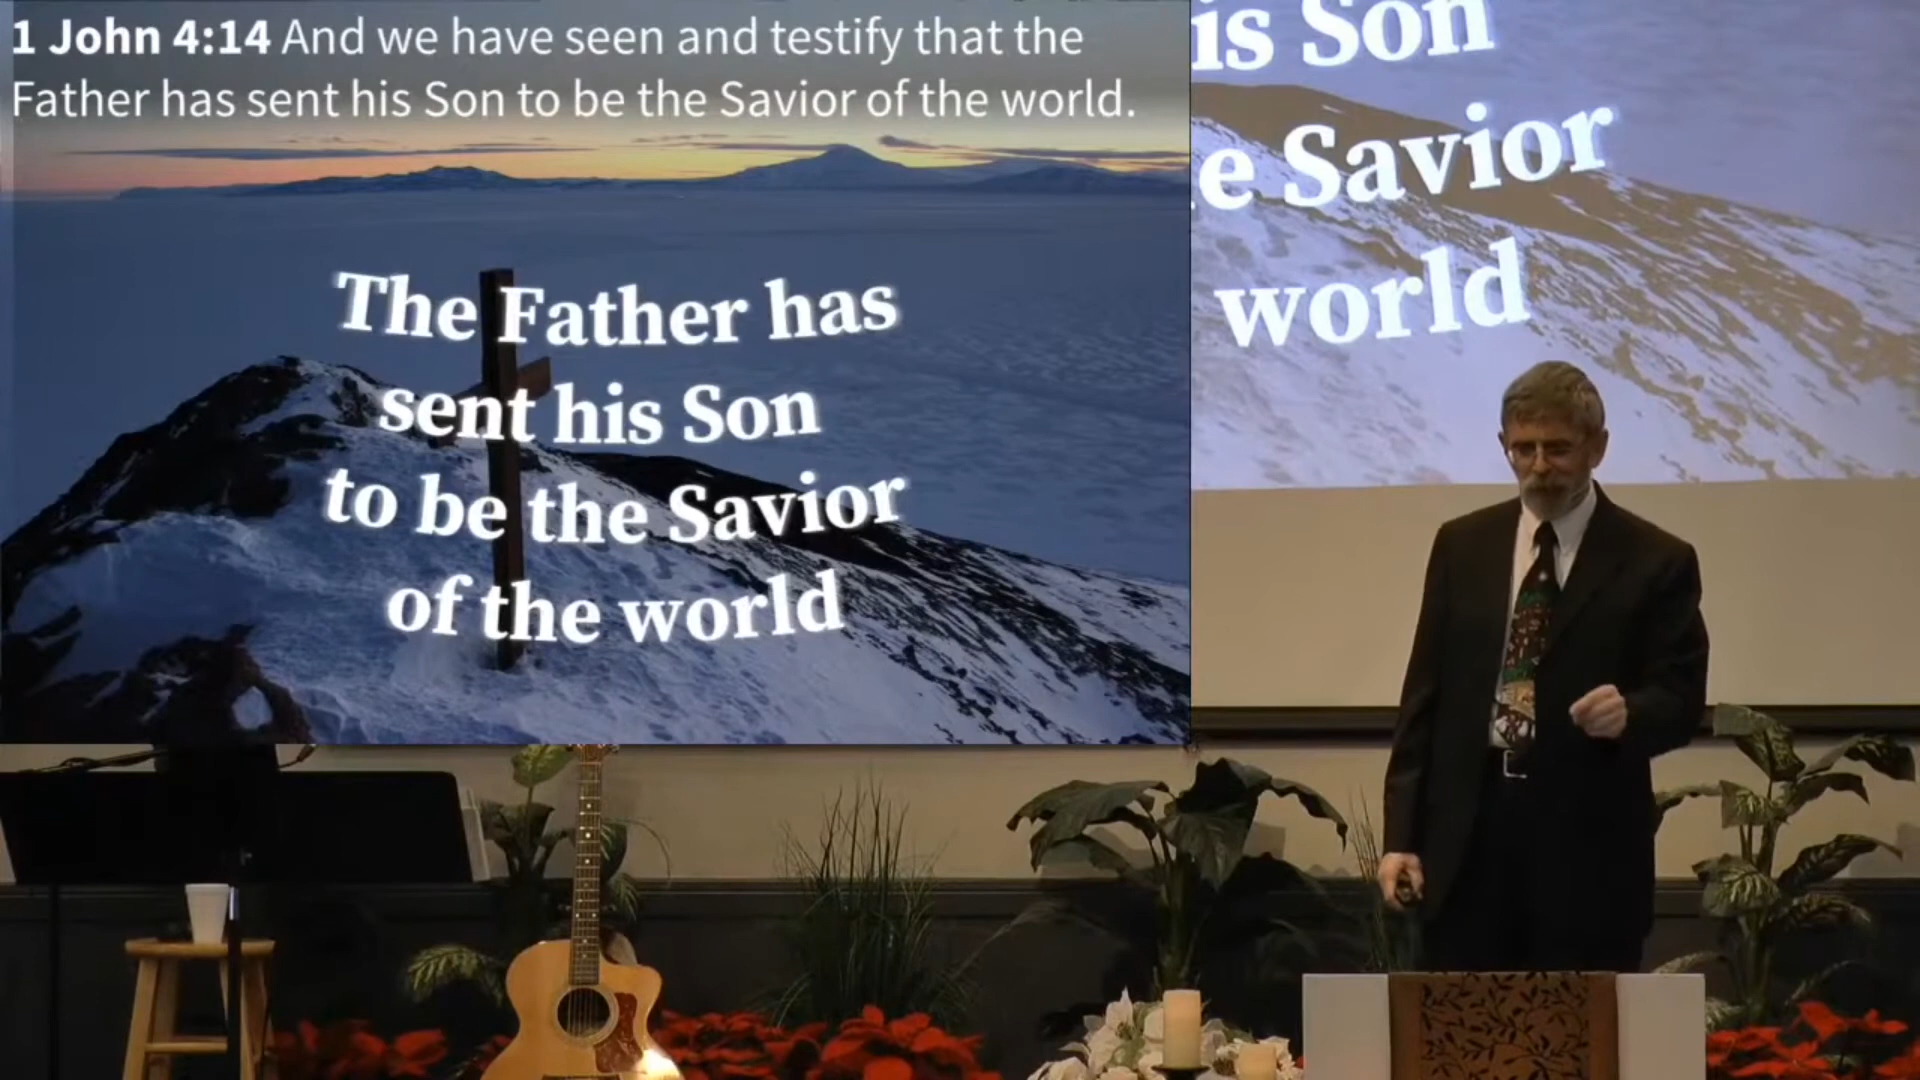 1 John 4:14 And we have seen and testify that the
Father has sent his Son to be the Savior of the world.
The Father has
sent his Son
to be the Savior
of the world
is Son
e Savior
world